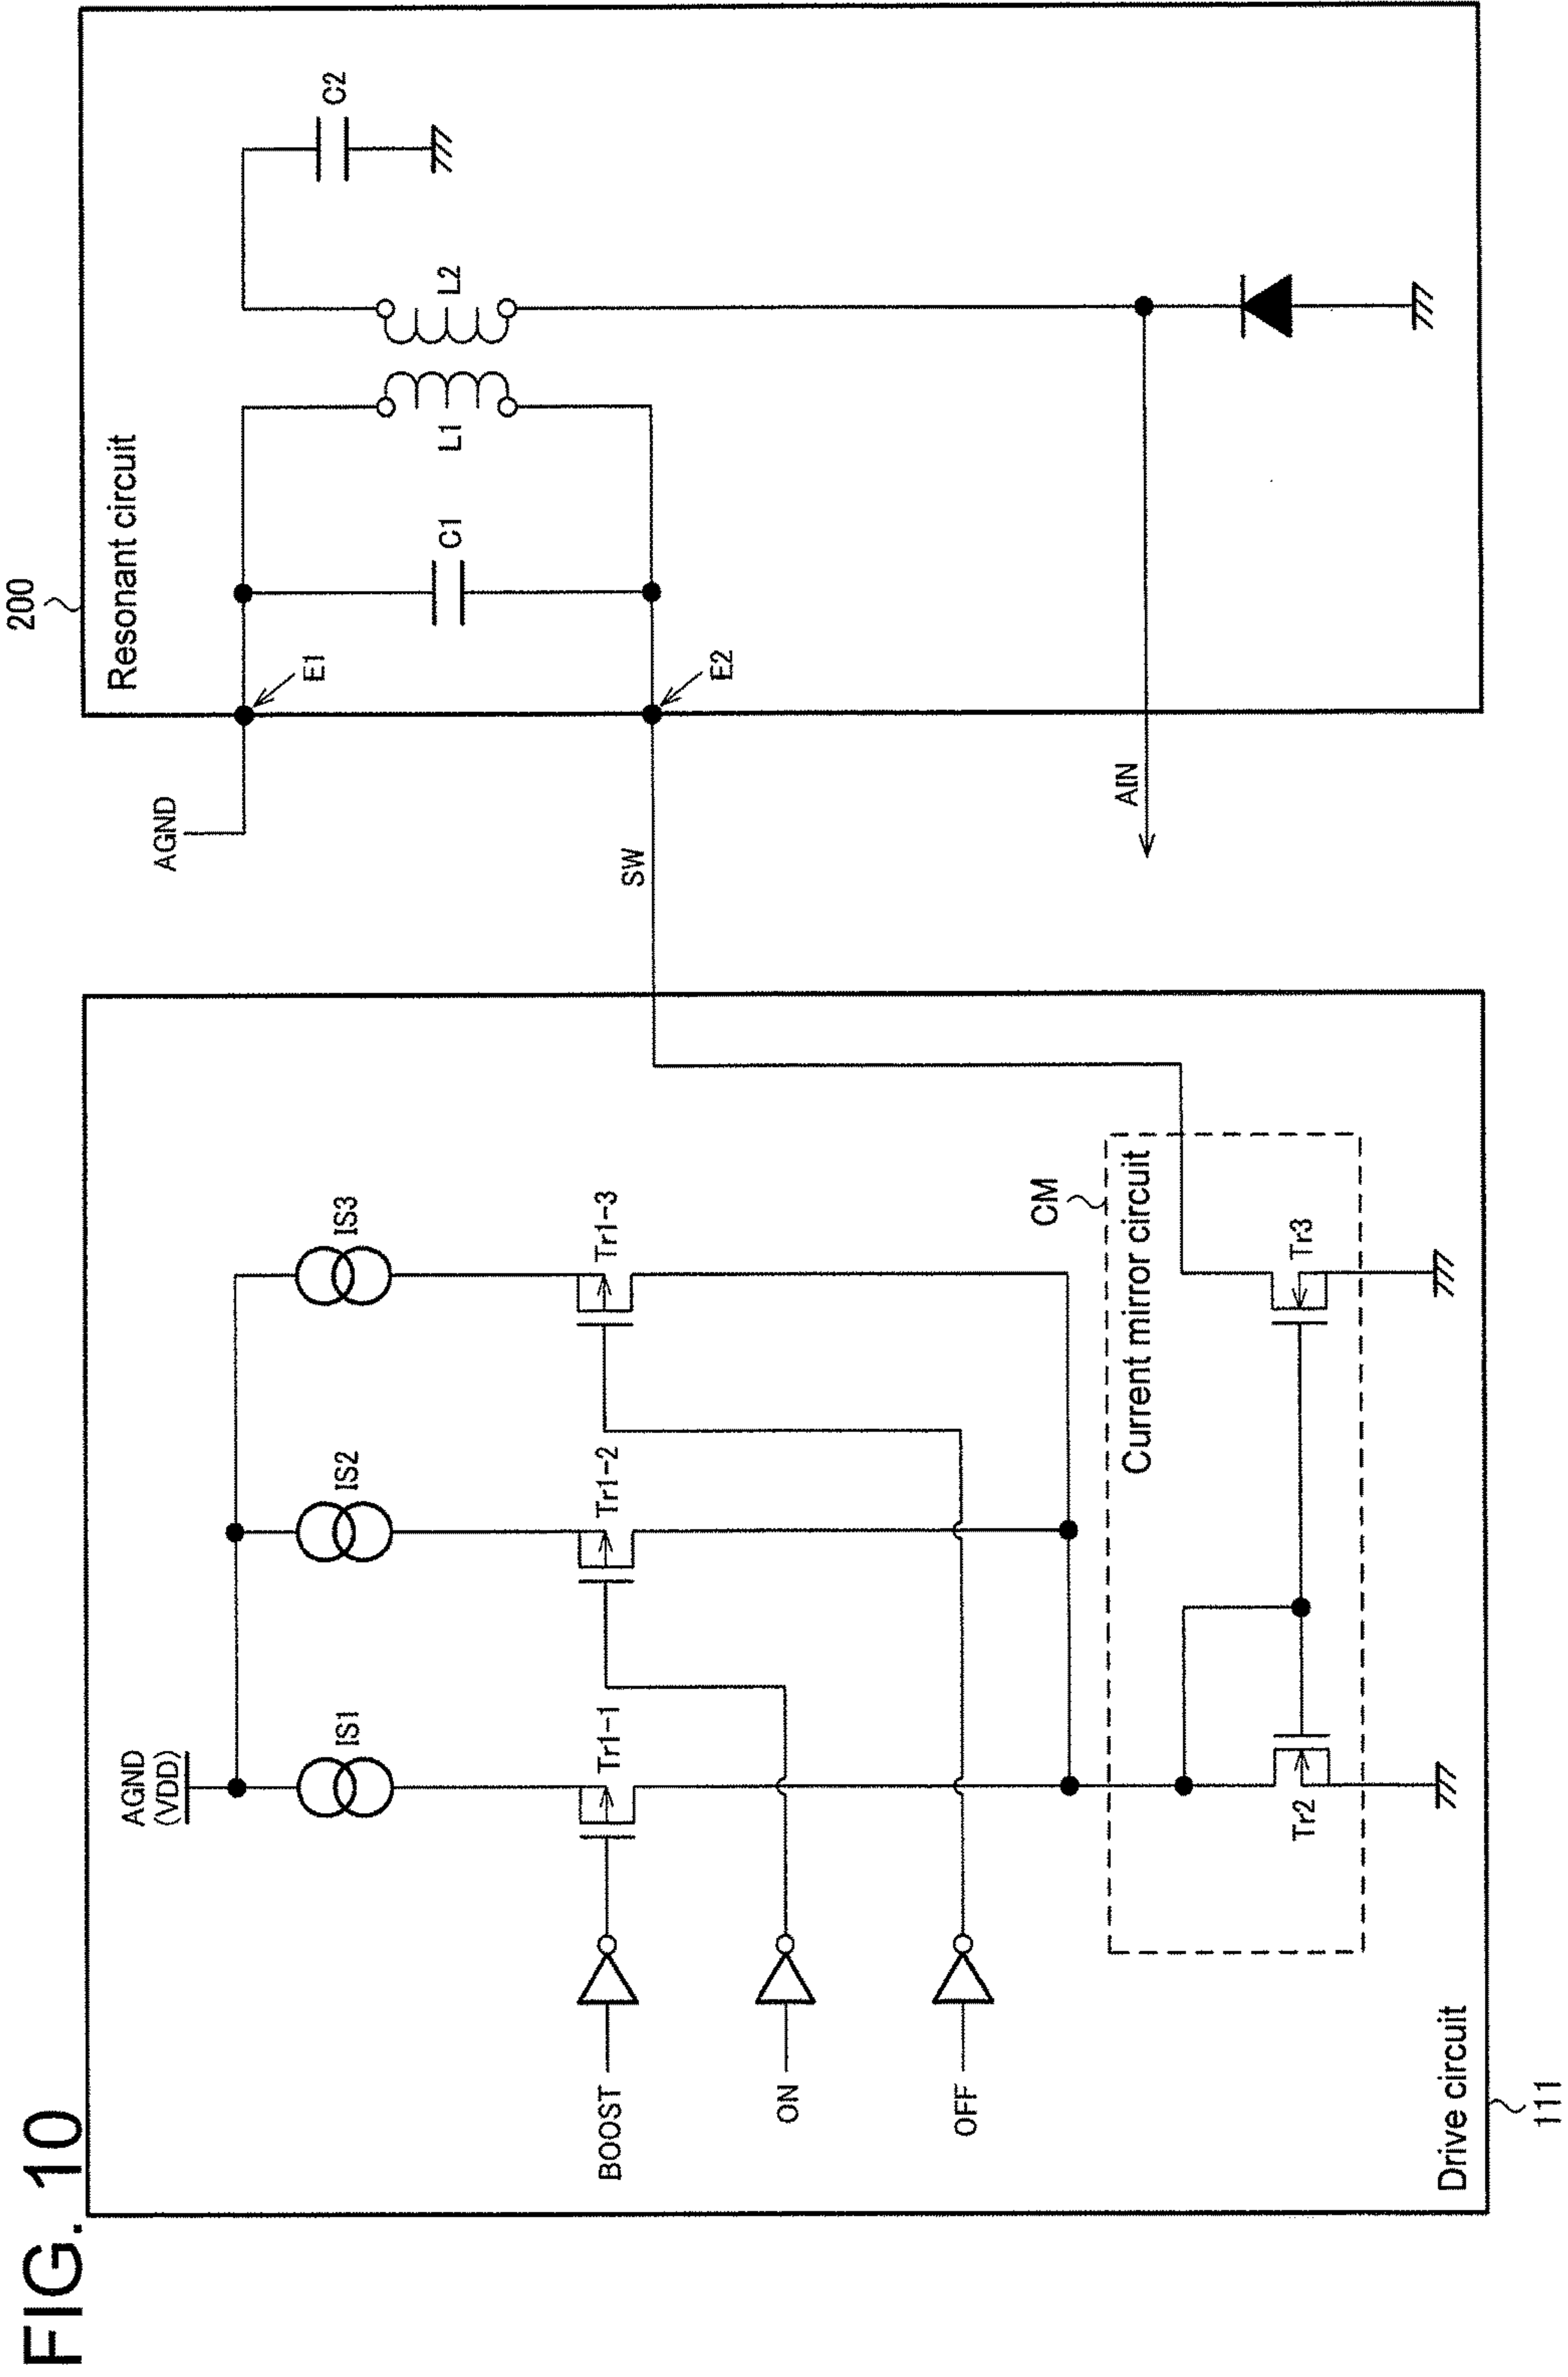 FIG. 10
AGND
(VDD)
IS1
IS2
IS3
Tr1-1
Tr1-2
Tr1-3
BOOST
ON
OFF
CM
Current mirror circuit
Tr2
Tr3
Drive circuit
111
AGND
SW
AIN
200
Resonant circuit
E1
E2
C1
L1
L2
C2